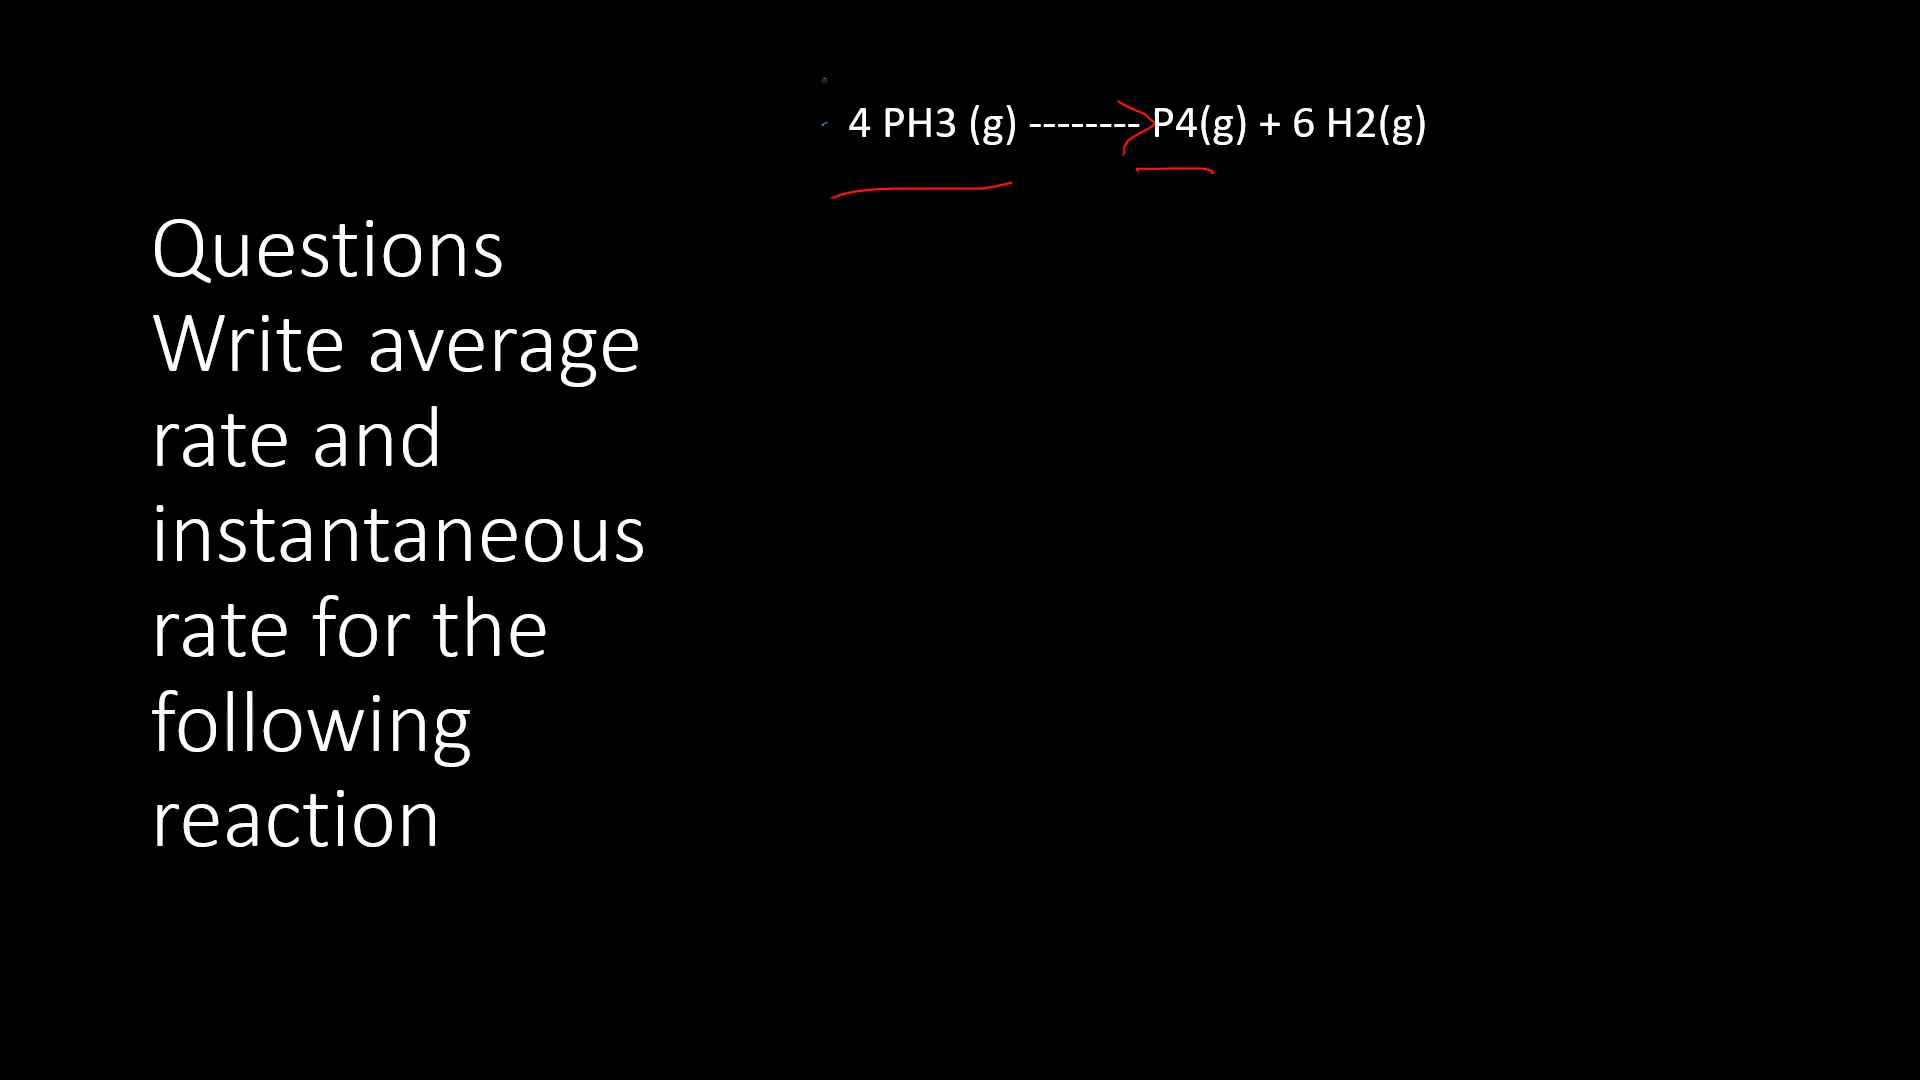 4 PH3 (g) -------- P4(g) + 6 H2(g)
Questions
Write average
rate and
instantaneous
rate for the
following
reaction